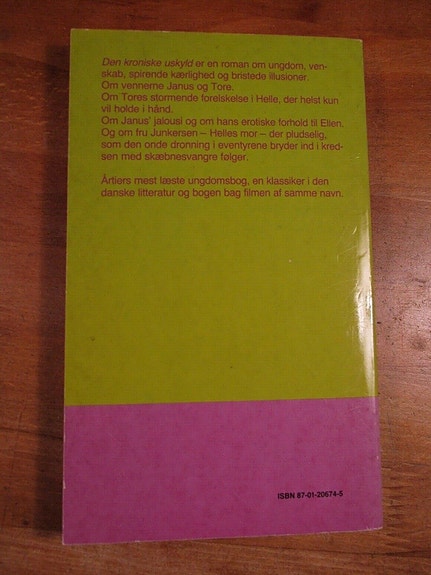 Den kroniske uskyld er en roman om ungdom, ven-
skab, spirende kærlighed og bristede illusioner.
Om vennerne Janus og Tore.
Om Tores stormende forelskelse i Helle, der helst kun
vil holde i hånd.
Om Janus' jalousi og om hans erotiske forhold til Ellen.
Og om fru Junkersen – Helles mor – der pludselig,
som den onde dronning i eventyrene bryder ind i kred-
sen med skæbnesvangre følger.
Årtiers mest læste ungdomsbog, en klassiker i den
danske litteratur og bogen bag filmen af samme navn.
ISBN 87-01-20674-5